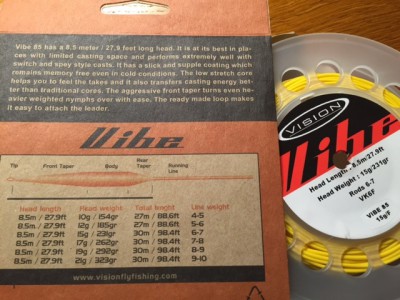 Vibe 85 has a 8.5 meter / 27.9 feet long head. It is at its best in pla-
ces with limited casting space and performs extremely well with
switch and spey style casts. It has a slick and supple coating which
remains memory free even in cold conditions. The low stretch core
helps you to feel the takes and it also transfers casting energy bet-
ter than traditional cores. The aggressive front taper turns even he-
avier weighted nymphs over with ease. The ready made loop makes
it easy to attach the leader.
Vibe
Tip Front Taper Body Rear Taper Running Line
Head lenght Head weight Total lenght Line weight
8,5m / 27.9ft 10g / 154gr 27m / 88.6ft 4-5
8,5m / 27.9ft 12g / 185gr 27m / 88.6ft 5-6
8,5m / 27.9ft 15g / 231gr 30m / 98.4ft 6-7
8,5m / 27.9ft 17g / 262gr 30m / 98.4ft 7-8
8,5m / 27.9ft 19g / 292gr 30m / 98.4ft 8-9
8,5m / 27.9ft 21g / 323gr 30m / 98.4ft 9-10
www.visionflyfishing.com
VISION
Vibe
Head Length : 8.5m/27.9ft
Head Weight : 15g/231gr
Rods 6-7
VK6F
VIBE 85
15g/F